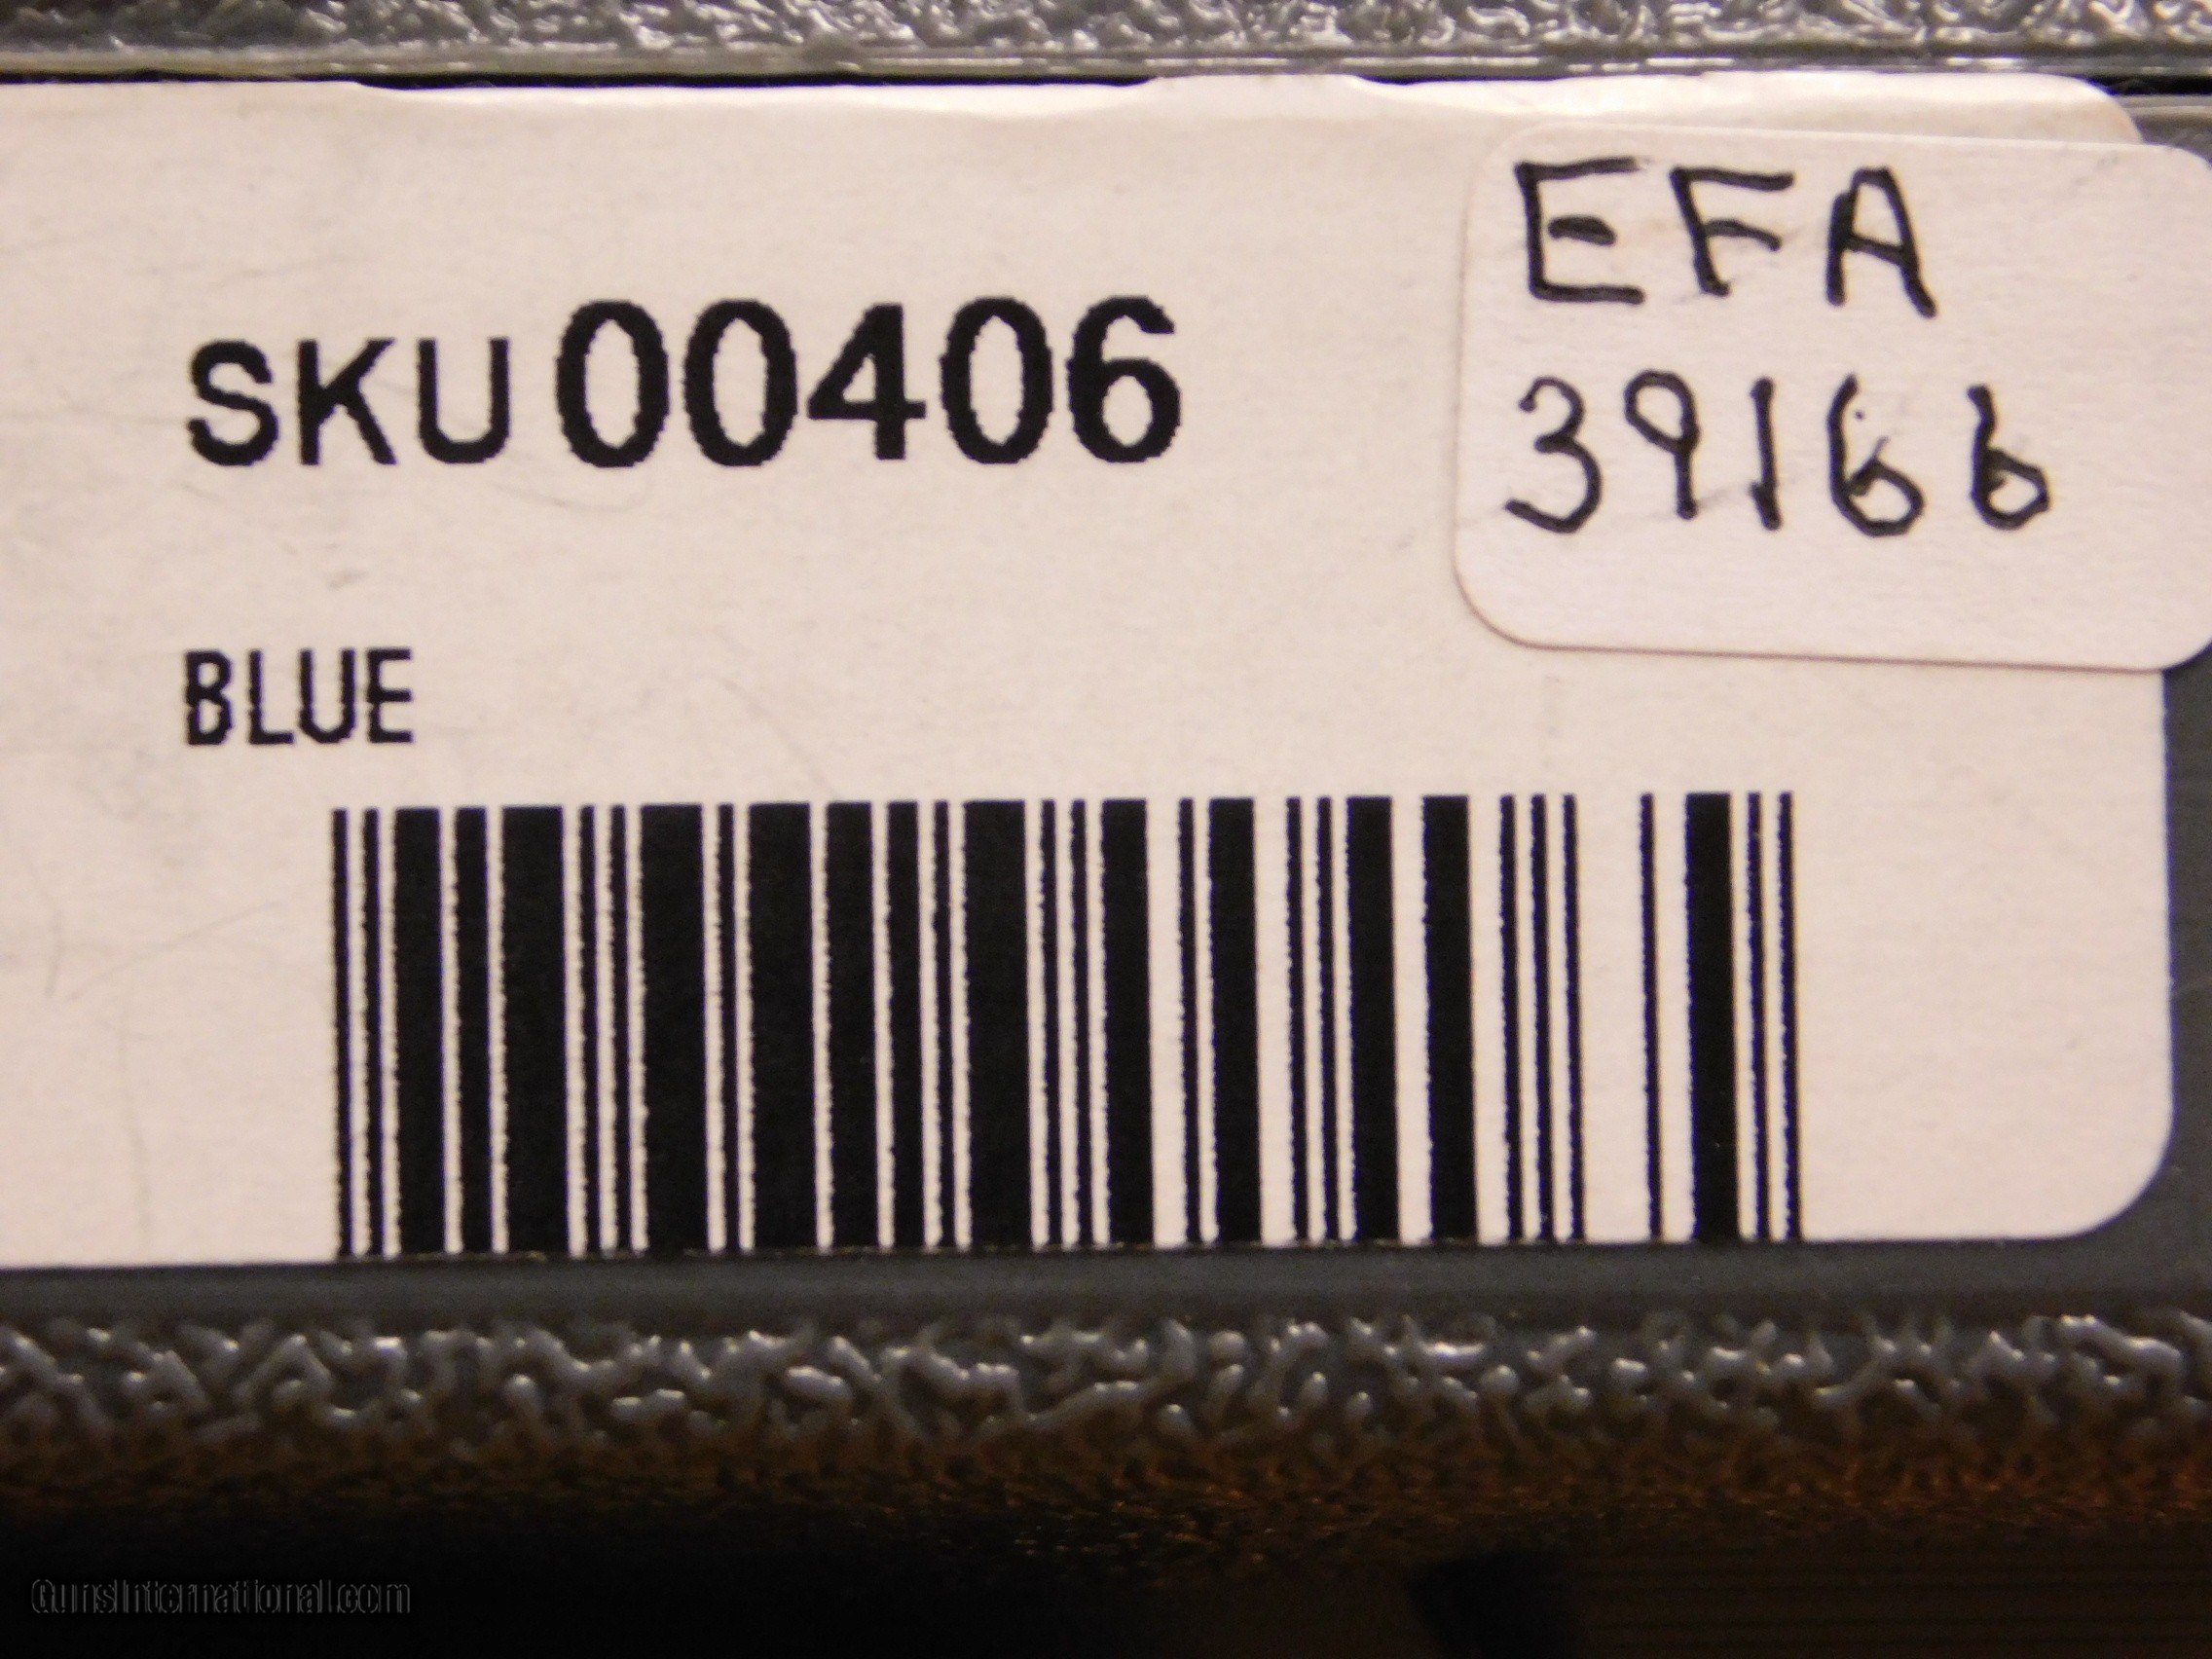 EFA
39166
SKU 00406
BLUE
GunsInternational.com